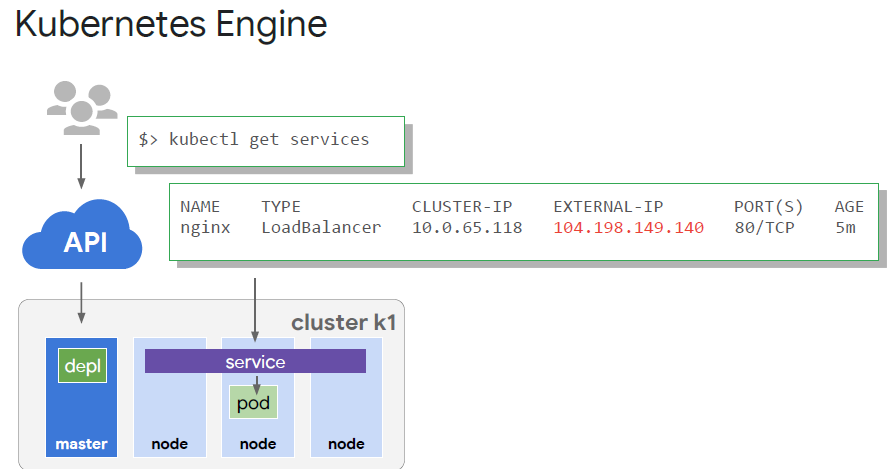 Kubernetes Engine
$> kubectl get services
NAME TYPE CLUSTER-IP EXTERNAL-IP PORT(S) AGE
nginx LoadBalancer 10.0.65.118 104.198.149.140 80/TCP 5m
API
cluster k1
depl
service
pod
master node node node